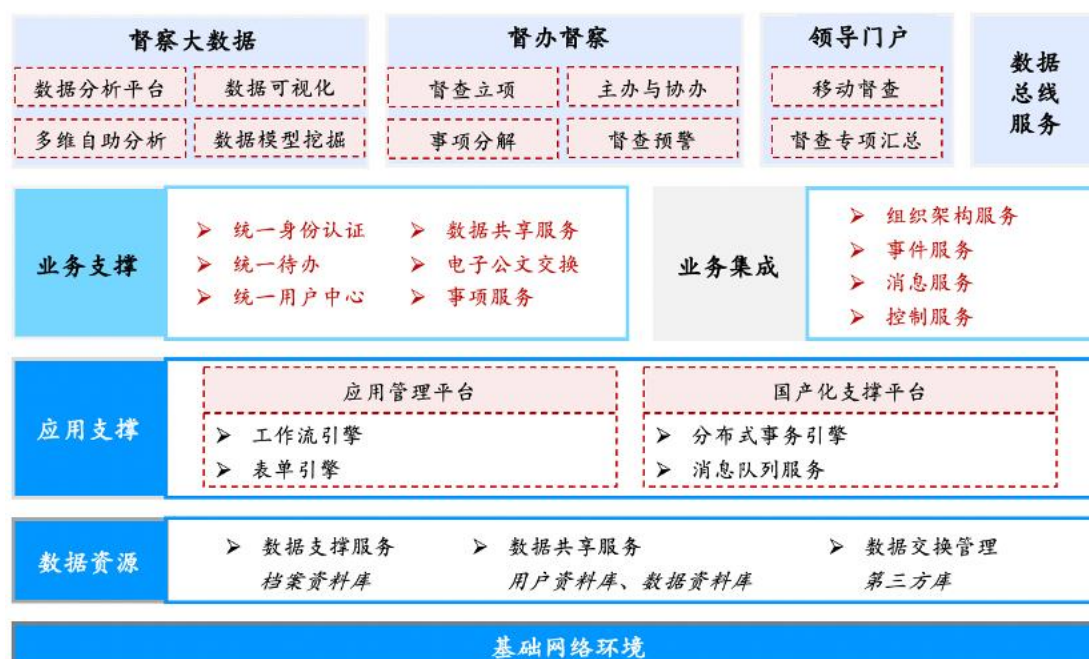 督察大数据
数据分析平台 数据可视化
多维自助分析 数据模型挖掘
督办督察
督查立项 主办与协办
事项分解 督查预警
领导门户
移动督查
督查专项汇总
数据
总线
服务
业务支撑
➢ 统一身份认证 ➢ 数据共享服务
➢ 统一待办 ➢ 电子公文交换
➢ 统一用户中心 ➢ 事项服务
业务集成
➢ 组织架构服务
➢ 事件服务
➢ 消息服务
➢ 控制服务
应用支撑
应用管理平台
➢ 工作流引擎
➢ 表单引擎
国产化支撑平台
➢ 分布式事务引擎
➢ 消息队列服务
数据资源
➢ 数据支撑服务 ➢ 数据共享服务 ➢ 数据交换管理
档案资料库 用户资料库、数据资料库 第三方库
基础网络环境